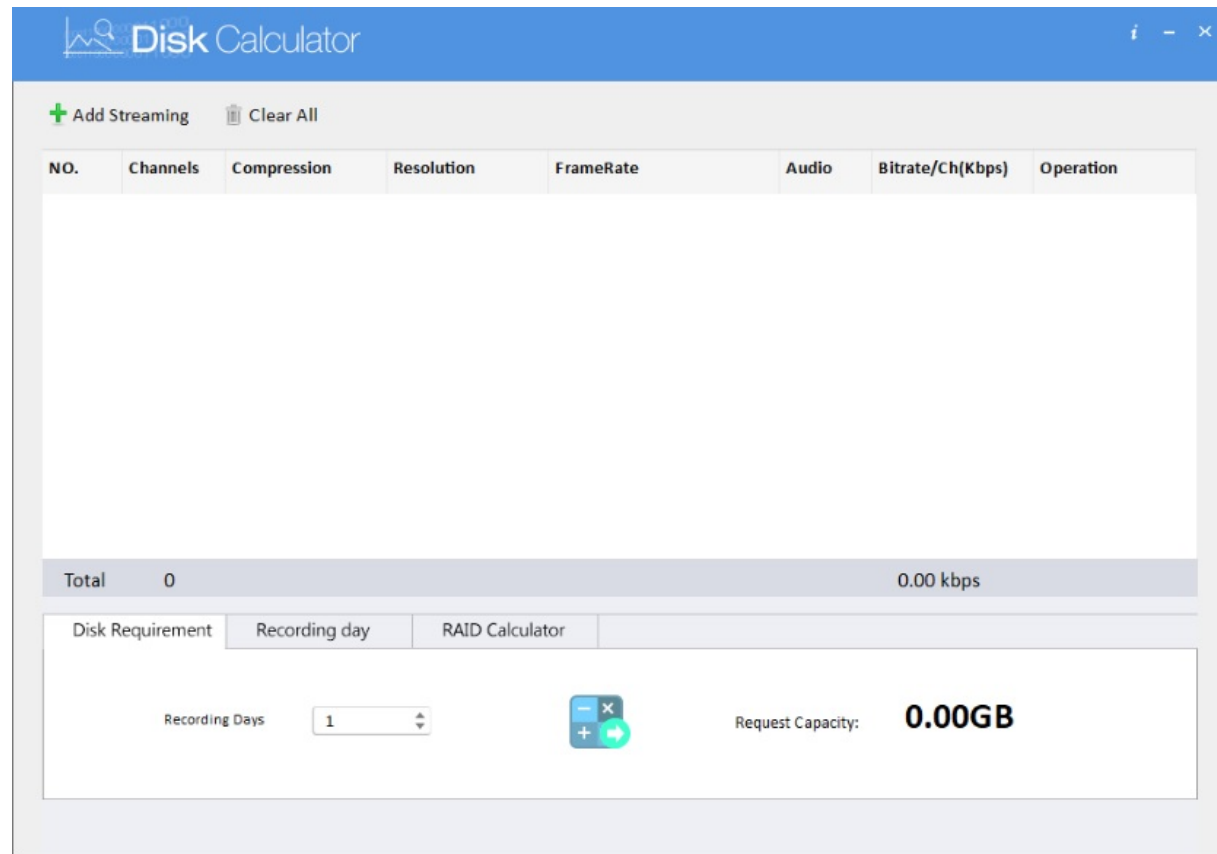 Disk Calculator
i
Add Streaming Clear All
NO. Channels Compression Resolution FrameRate Audio Bitrate/Ch(Kbps) Operation
Total 0 0.00 kbps
Disk Requirement Recording day RAID Calculator
Recording Days 1 Request Capacity: 0.00GB